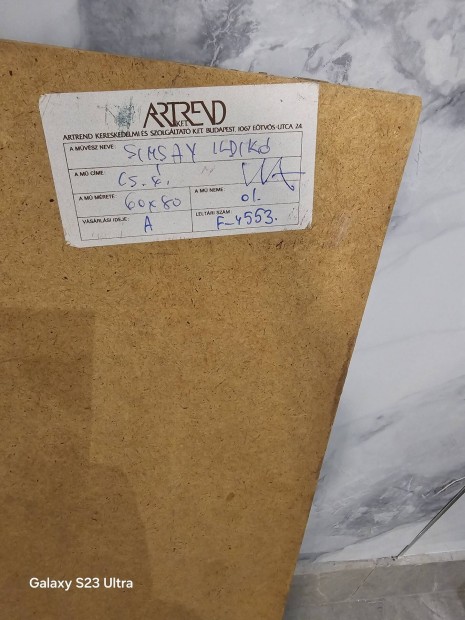 ARTREND
KFT.
ARTREND KERESKEDELMI ÉS SZOLGÁLTATÓ KFT. BUDAPEST, 1067 EÖTVÖS-UTCA 24.
A MŰVÉSZ NEVE: SIMSAY ILDIKÓ
A MŰ CÍME: CS. É.
A MŰ MÉRETE: 60x80 A MŰ NEME: ol.
VÁSÁRLÁSI IDEJE: A LELTÁRI SZÁM: F-4553.
Galaxy S23 Ultra